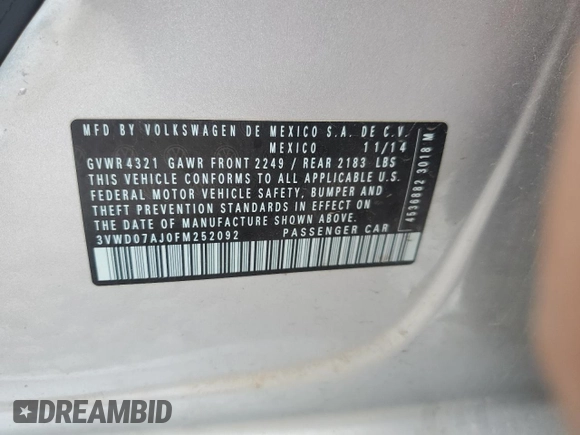 MFD BY VOLKSWAGEN DE MEXICO S.A. DE C.V.
MEXICO 11/14
GVWR 4321 GAWR FRONT 2249 / REAR 2183 LBS
THIS VEHICLE CONFORMS TO ALL APPLICABLE U.S.
FEDERAL MOTOR VEHICLE SAFETY, BUMPER AND
THEFT PREVENTION STANDARDS IN EFFECT ON
THE DATE OF MANUFACTURE SHOWN ABOVE.
3VWD07AJ0FM252092 PASSENGER CAR
4536882 3018 M
DREAMBID